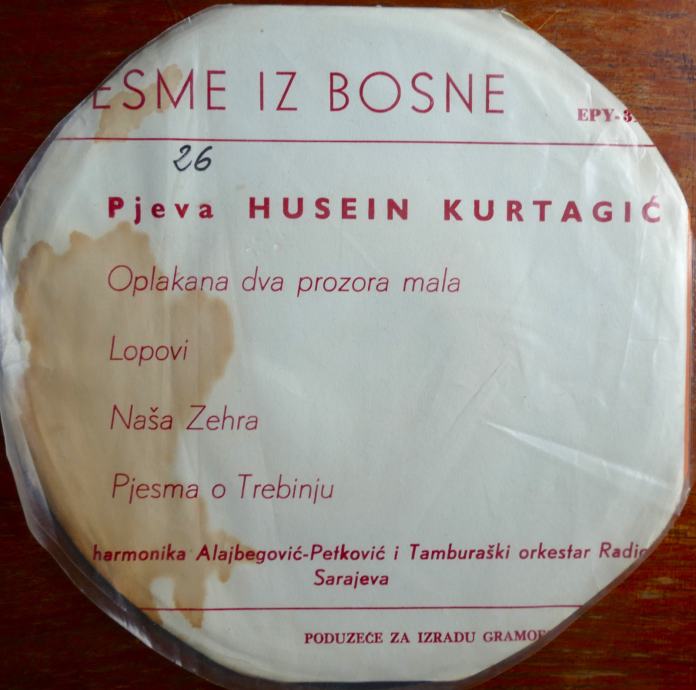 ESME IZ BOSNE
EPY-3
26
Pjeva HUSEIN KURTAGIĆ
Oplakana dva prozora mala
Lopovi
Naša Zehra
Pjesma o Trebinju
harmonika Alajbegović-Petković i Tamburaški orkestar Radio
Sarajeva
PODUZEĆE ZA IZRADU GRAMOF